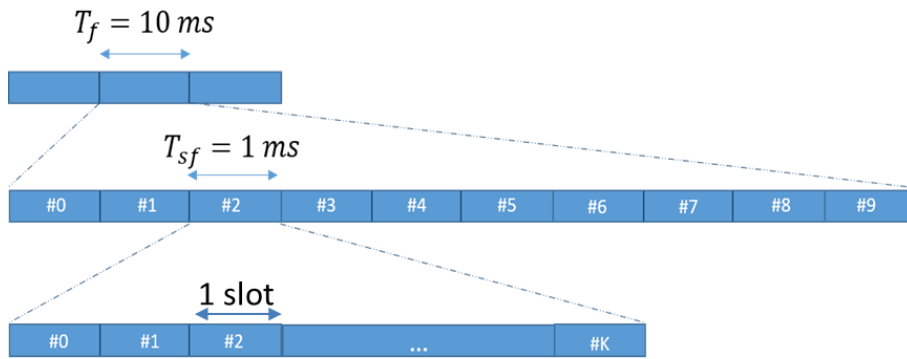 T_f = 10 ms
T_sf = 1 ms
#0 #1 #2 #3 #4 #5 #6 #7 #8 #9
1 slot
#0 #1 #2 ... #K